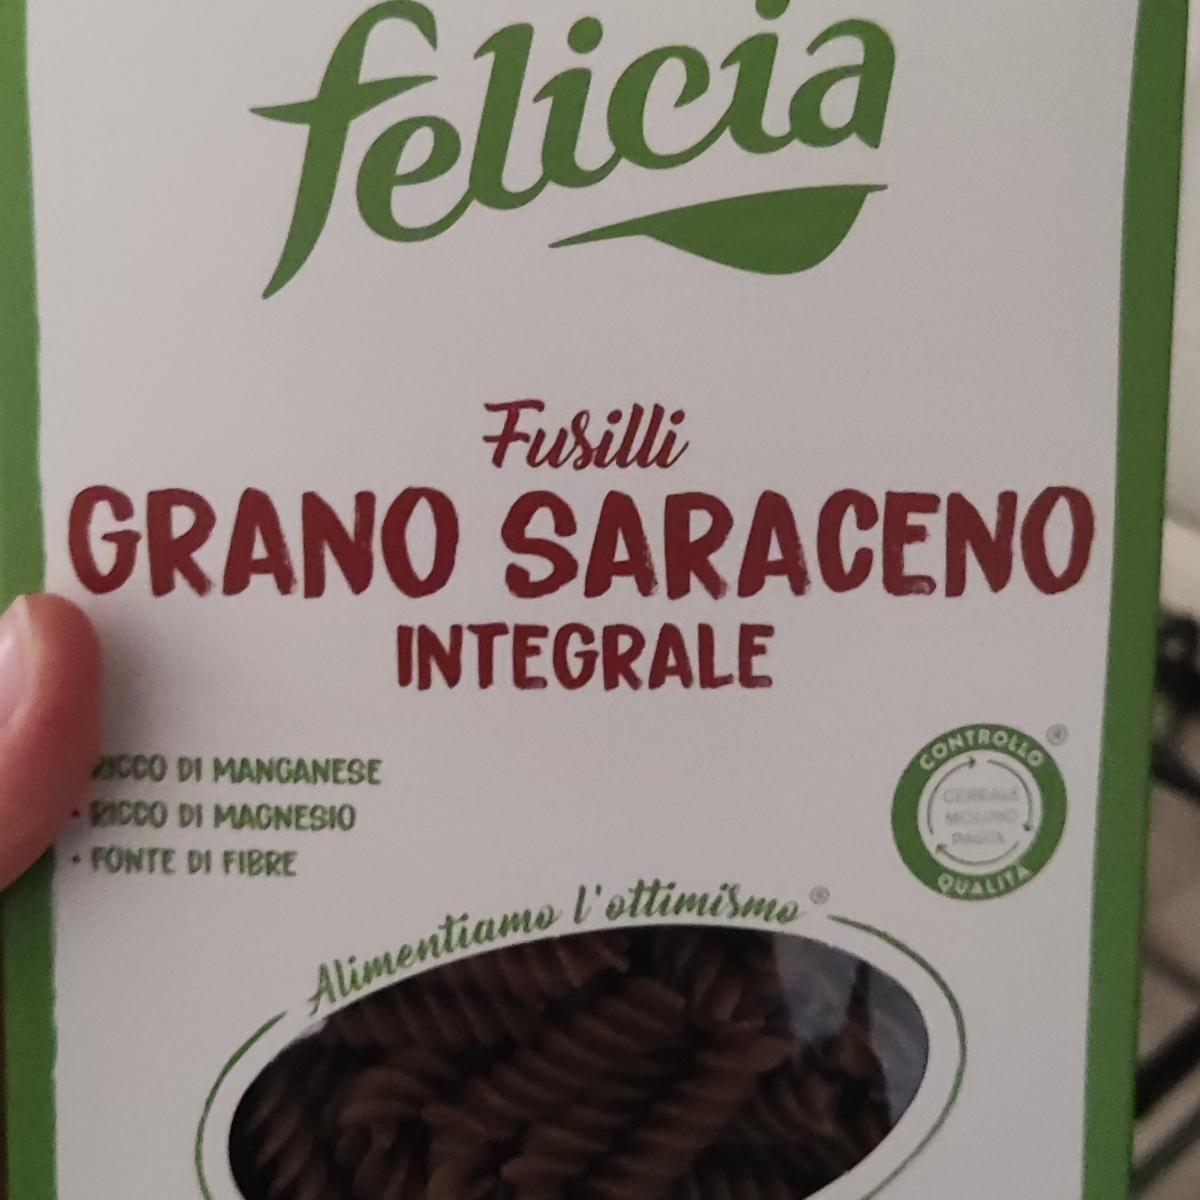 felicia
Fusilli
GRANO SARACENO
INTEGRALE
RICCO DI MANGANESE
• RICCO DI MAGNESIO
• FONTE DI FIBRE
CONTROLLO ®
CEREALE
MOLINO
PASTA
QUALITÀ
Alimentiamo l'ottimismo ®